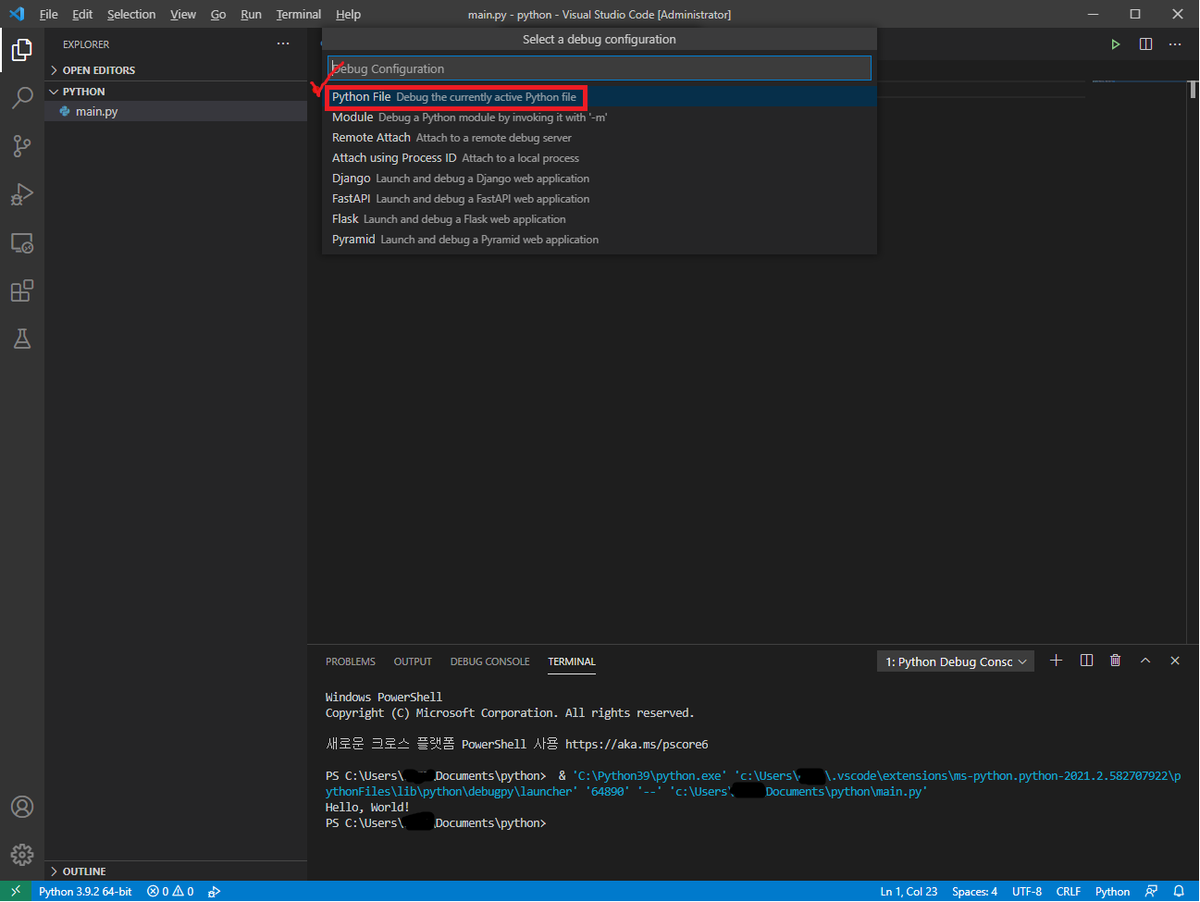 File Edit Selection View Go Run Terminal Help main.py - python - Visual Studio Code [Administrator]
EXPLORER ...
OPEN EDITORS
PYTHON
main.py
Select a debug configuration
Debug Configuration
Python File Debug the currently active Python file
Module Debug a Python module by invoking it with '-m'
Remote Attach Attach to a remote debug server
Attach using Process ID Attach to a local process
Django Launch and debug a Django web application
FastAPI Launch and debug a FastAPI web application
Flask Launch and debug a Flask web application
Pyramid Launch and debug a Pyramid web application
PROBLEMS OUTPUT DEBUG CONSOLE TERMINAL 1: Python Debug Consc
Windows PowerShell
Copyright (C) Microsoft Corporation. All rights reserved.
새로운 크로스 플랫폼 PowerShell 사용 https://aka.ms/pscore6
PS C:\Users\ Documents\python> & 'C:\Python39\python.exe' 'c:\Users\ \.vscode\extensions\ms-python.python-2021.2.582707922\p
ythonFiles\lib\python\debugpy\launcher' '64890' '--' 'c:\Users\ Documents\python\main.py'
Hello, World!
PS C:\Users\ Documents\python>
OUTLINE
Python 3.9.2 64-bit 0 0 Ln 1, Col 23 Spaces: 4 UTF-8 CRLF Python